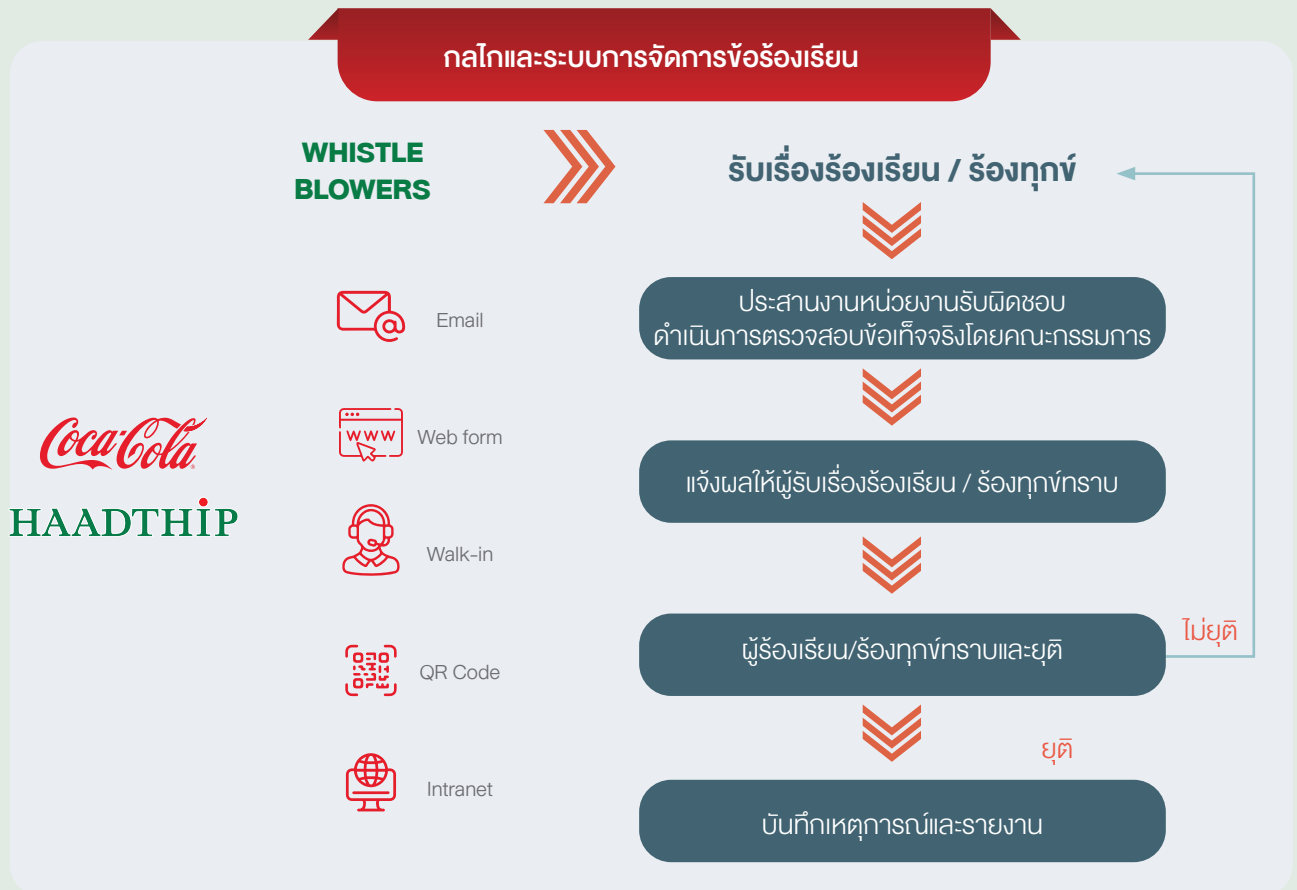 กลไกและระบบการจัดการข้อร้องเรียน
WHISTLE
BLOWERS
Email
www
Web form
Walk-in
QR Code
Intranet
Coca-Cola
HAADTHIP
รับเรื่องร้องเรียน / ร้องทุกข์
ประสานงานหน่วยงานรับผิดชอบ
ดำเนินการตรวจสอบข้อเท็จจริงโดยคณะกรรมการ
แจ้งผลให้ผู้รับเรื่องร้องเรียน / ร้องทุกข์ทราบ
ผู้ร้องเรียน/ร้องทุกข์ทราบและยุติ
ไม่ยุติ
ยุติ
บันทึกเหตุการณ์และรายงาน